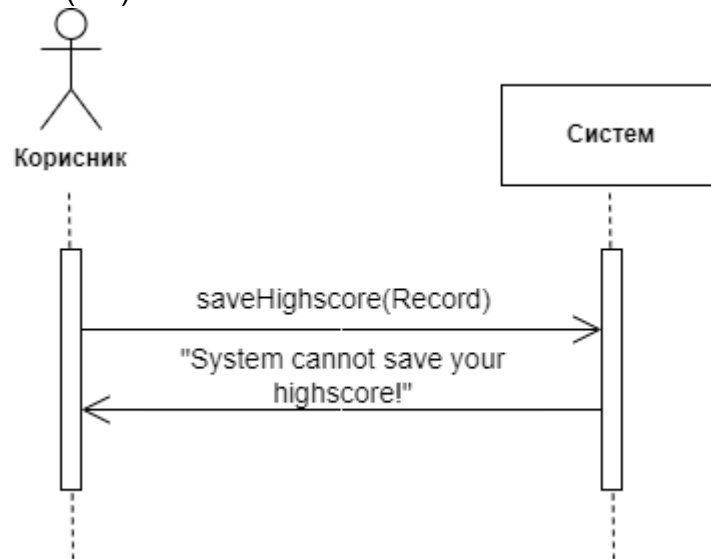 Корисник
Систем
saveHighscore(Record)
"System cannot save your
highscore!"